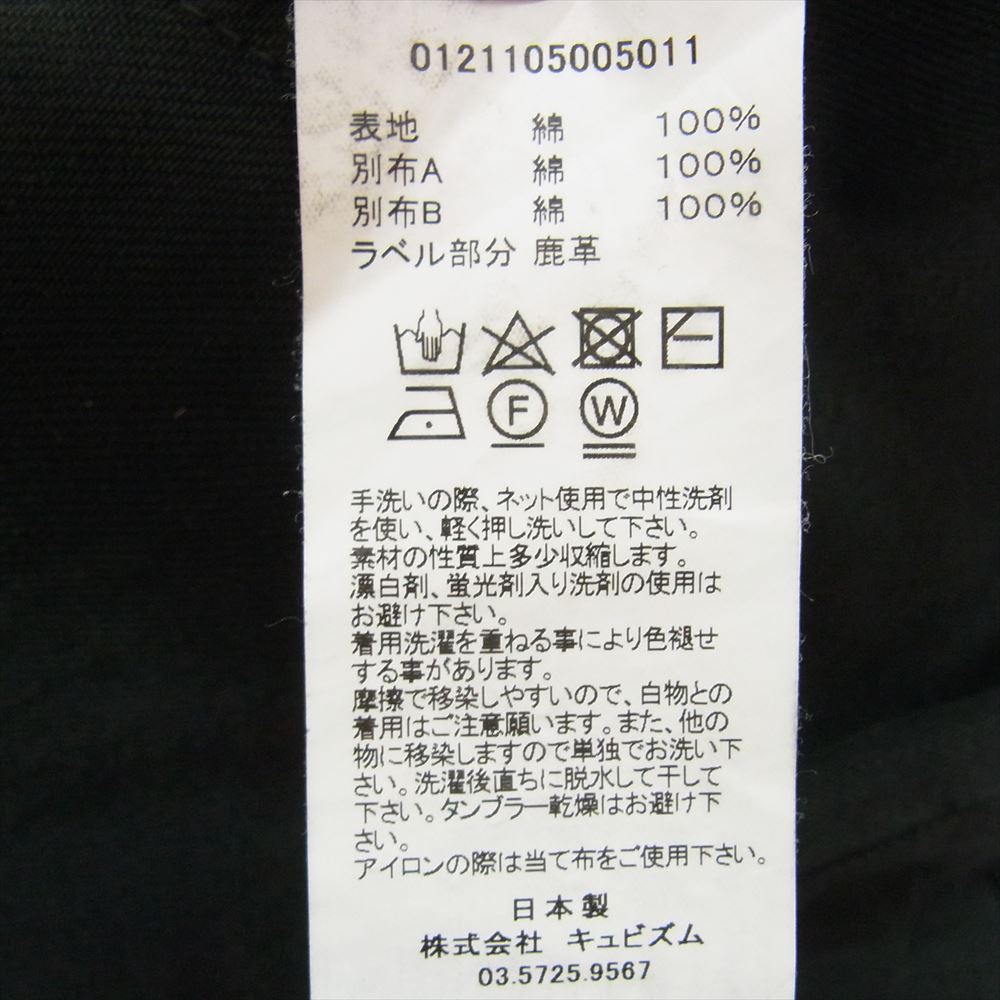 0121105005011
表地 綿 100%
別布A 綿 100%
別布B 綿 100%
ラベル部分 鹿革
F W
手洗いの際、ネット使用で中性洗剤
を使い、軽く押し洗いして下さい。
素材の性質上多少収縮します。
漂白剤、蛍光剤入り洗剤の使用は
お避け下さい。
着用洗濯を重ねる事により色褪せ
する事があります。
摩擦で移染しやすいので、白物との
着用はご注意願います。また、他の
物に移染しますので単独でお洗い下
さい。洗濯後直ちに脱水して干して
下さい。タンブラー乾燥はお避け下
さい。
アイロンの際は当て布をご使用下さい。
日本製
株式会社 キュビズム
03.5725.9567